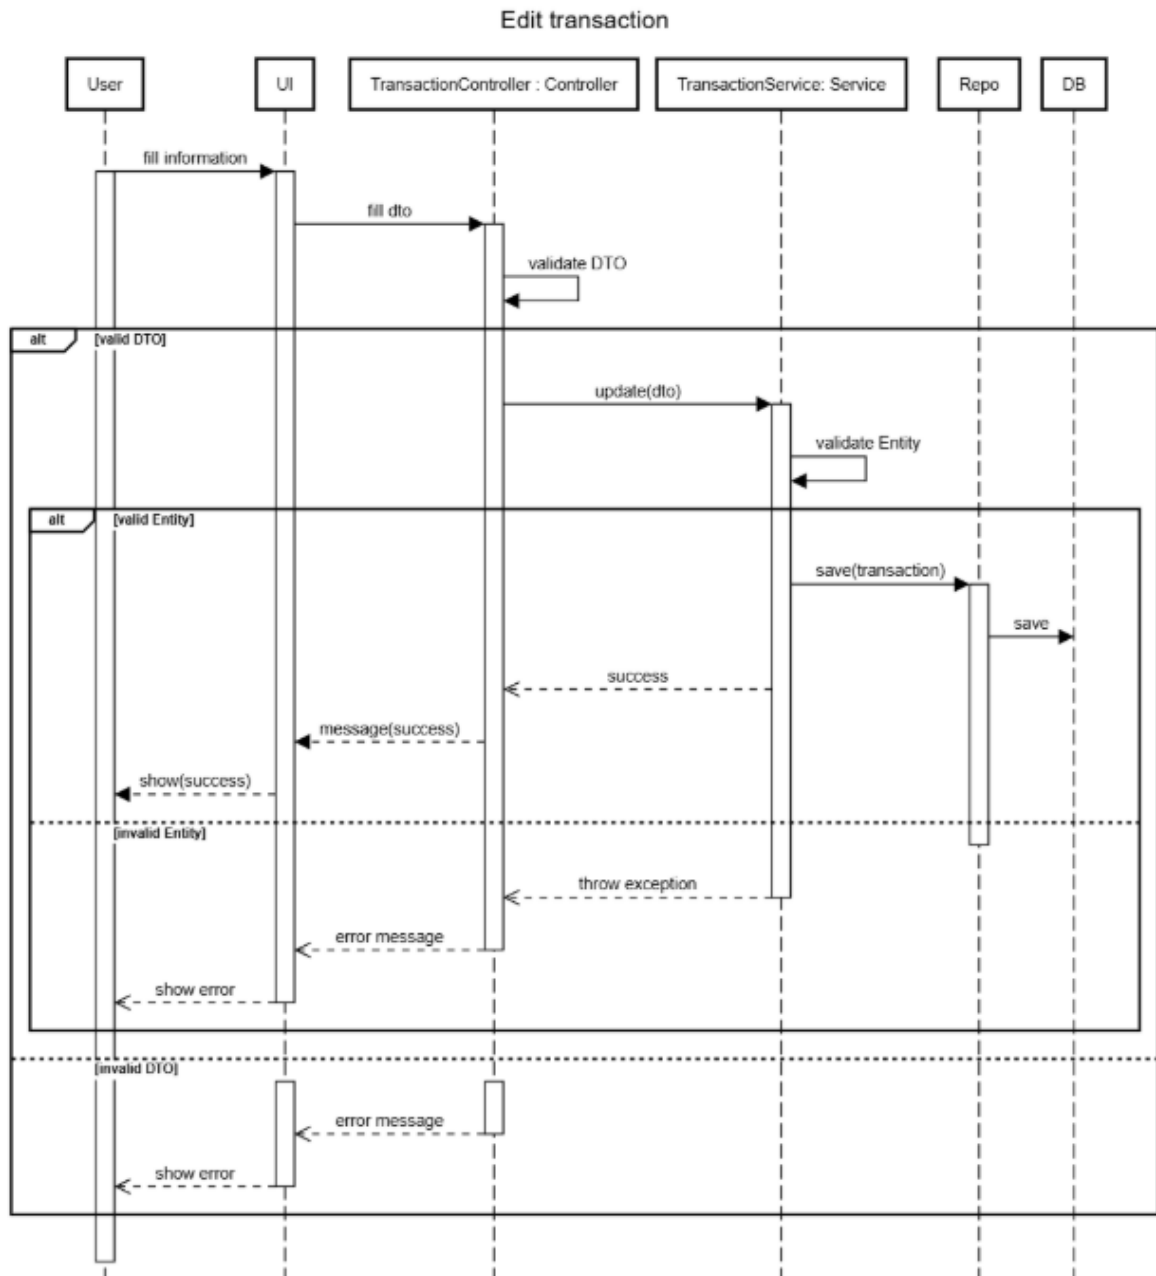 Edit transaction
User
UI
TransactionController : Controller
TransactionService: Service
Repo
DB
fill information
fill dto
validate DTO
alt
[valid DTO]
update(dto)
validate Entity
alt
[valid Entity]
save(transaction)
save
success
message(success)
show(success)
[invalid Entity]
throw exception
error message
show error
[invalid DTO]
error message
show error